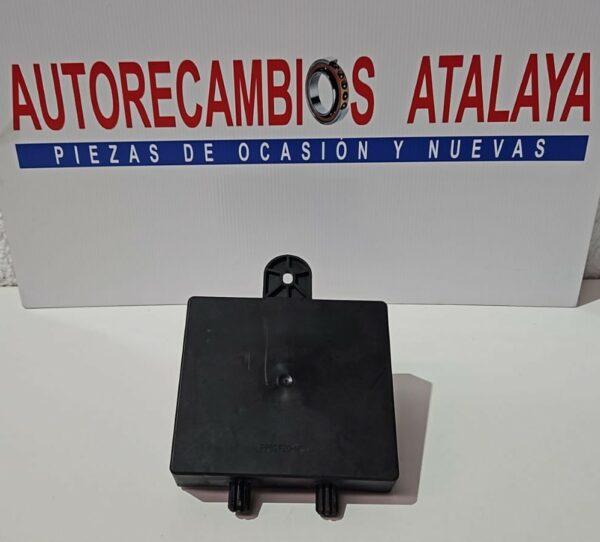 AUTORECAMBIOS ATALAYA
PIEZAS DE OCASIÓN Y NUEVAS